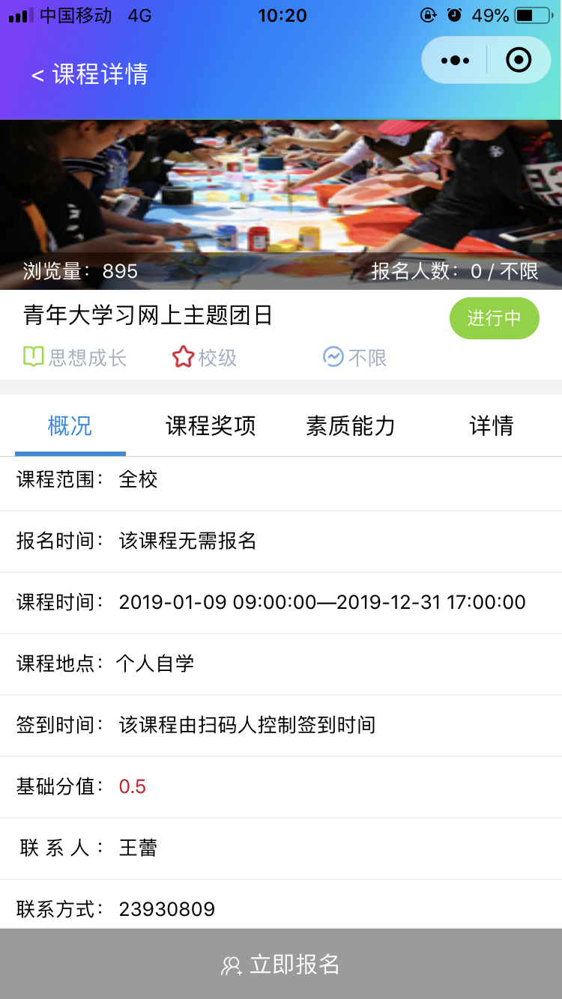 中国移动 4G 10:20 49%
< 课程详情
浏览量：895 报名人数：0 / 不限
青年大学习网上主题团日 进行中
思想成长 校级 不限
概况 课程奖项 素质能力 详情
课程范围： 全校
报名时间： 该课程无需报名
课程时间： 2019-01-09 09:00:00—2019-12-31 17:00:00
课程地点： 个人自学
签到时间： 该课程由扫码人控制签到时间
基础分值： 0.5
联 系 人： 王蕾
联系方式： 23930809
立即报名